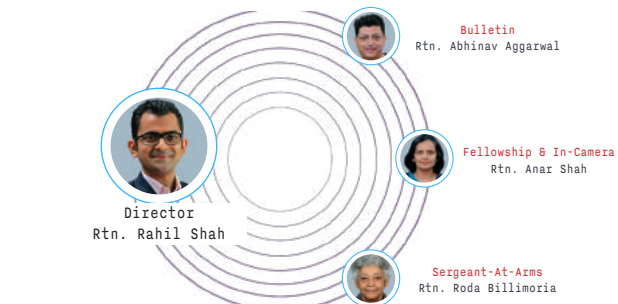 Bulletin
Rtn. Abhinav Aggarwal
Fellowship & In-Camera
Rtn. Anar Shah
Director
Rtn. Rahil Shah
Sergeant-At-Arms
Rtn. Roda Billimoria